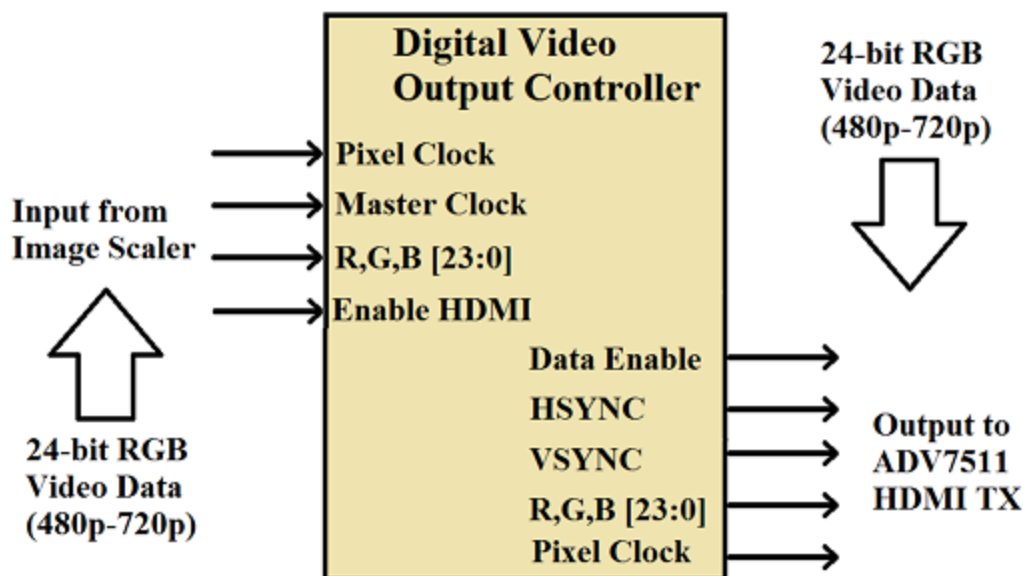 Digital Video
Output Controller
Pixel Clock
Master Clock
R,G,B [23:0]
Enable HDMI
Input from
Image Scaler
24-bit RGB
Video Data
(480p-720p)
24-bit RGB
Video Data
(480p-720p)
Data Enable
HSYNC
VSYNC
R,G,B [23:0]
Pixel Clock
Output to
ADV7511
HDMI TX